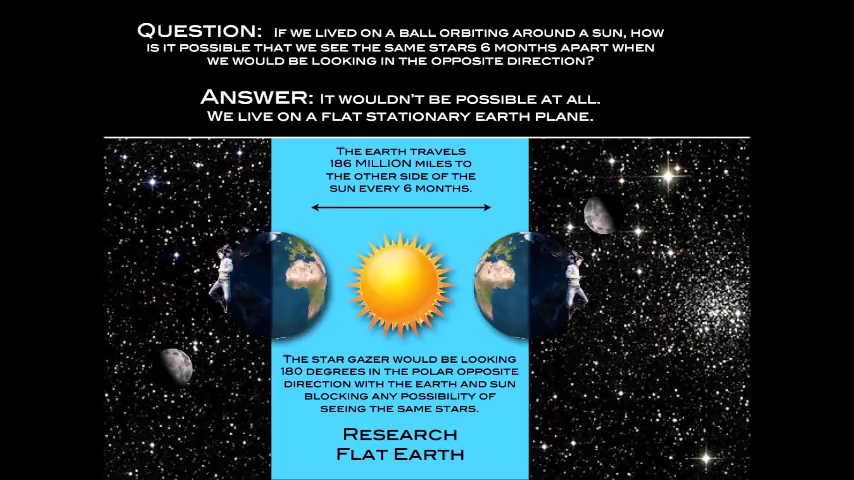 QUESTION: IF WE LIVED ON A BALL ORBITING AROUND A SUN, HOW
IS IT POSSIBLE THAT WE SEE THE SAME STARS 6 MONTHS APART WHEN
WE WOULD BE LOOKING IN THE OPPOSITE DIRECTION?
ANSWER: IT WOULDN'T BE POSSIBLE AT ALL.
WE LIVE ON A FLAT STATIONARY EARTH PLANE.
THE EARTH TRAVELS
186 MILLION MILES TO
THE OTHER SIDE OF THE
SUN EVERY 6 MONTHS.
THE STAR GAZER WOULD BE LOOKING
180 DEGREES IN THE POLAR OPPOSITE
DIRECTION WITH THE EARTH AND SUN
BLOCKING ANY POSSIBILITY OF
SEEING THE SAME STARS.
RESEARCH
FLAT EARTH